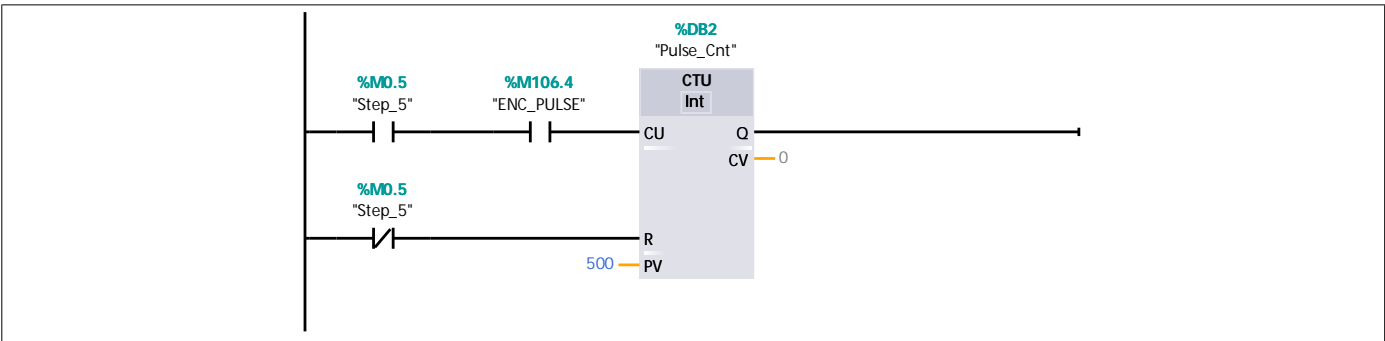 %DB2
"Pulse_Cnt"
%M0.5
%M106.4
CTU
"Step_5"
"ENC_PULSE"
Int
CU
Q
CV
0
%M0.5
"Step_5"
R
500
PV